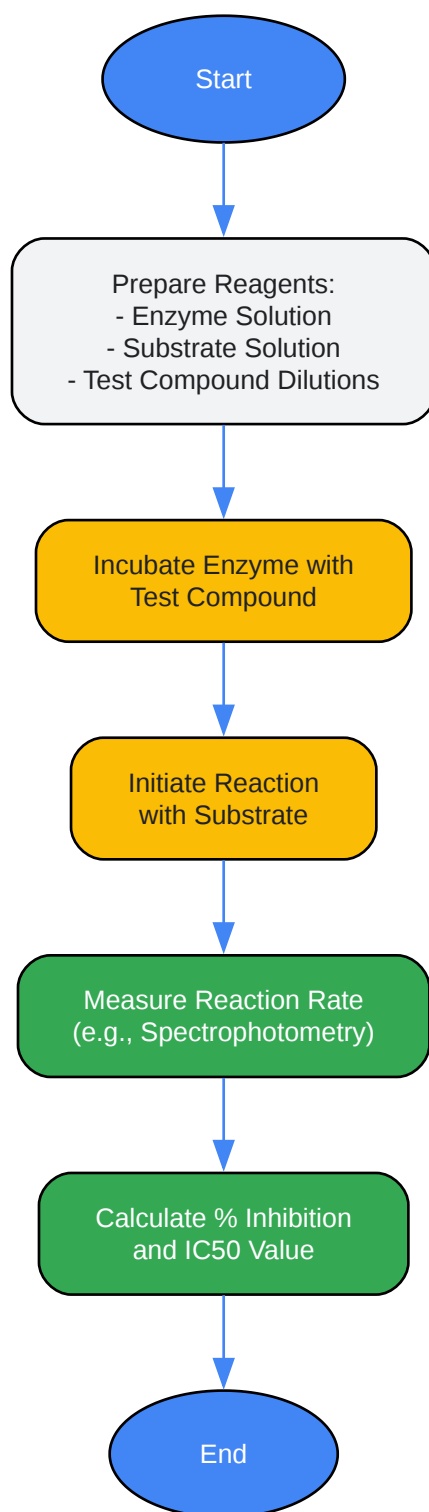 Start
Prepare Reagents:
- Enzyme Solution
- Substrate Solution
- Test Compound Dilutions
Incubate Enzyme with
Test Compound
Initiate Reaction
with Substrate
Measure Reaction Rate
(e.g., Spectrophotometry)
Calculate % Inhibition
and IC50 Value
End